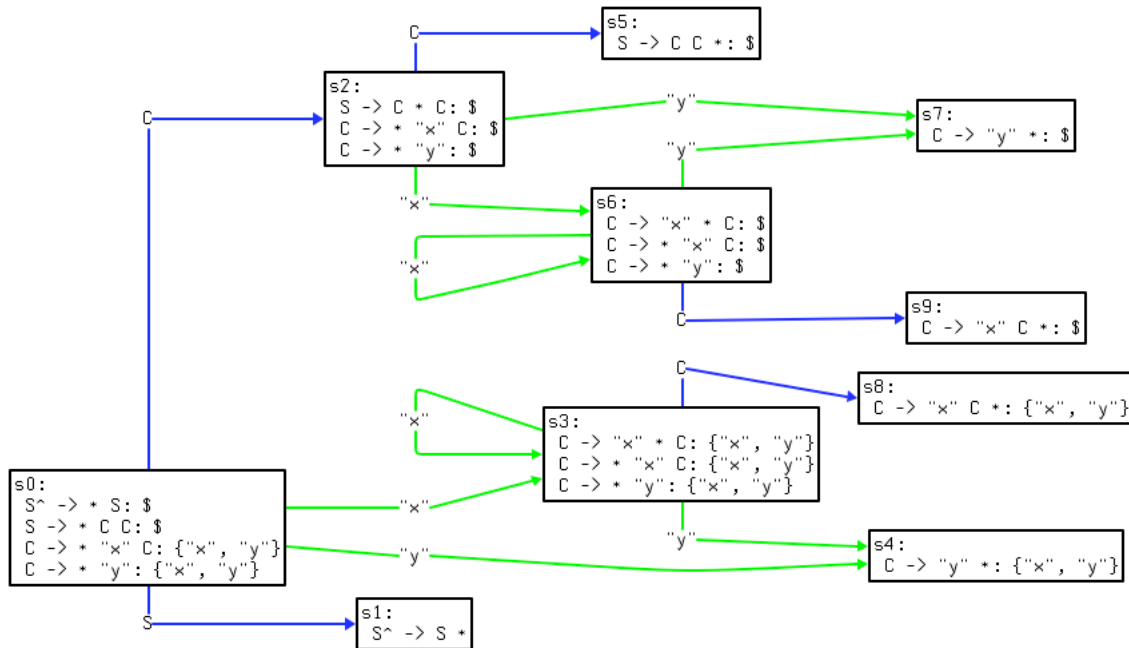 C
s5:
S -> C C *: $
s2:
S -> C * C: $
C -> * "x" C: $
C -> * "y": $
C
"y"
s7:
C -> "y" *: $
"y"
"x"
s6:
C -> "x" * C: $
C -> * "x" C: $
C -> * "y": $
"x"
C
s9:
C -> "x" C *: $
C
s8:
C -> "x" C *: {"x", "y"}
"x"
s3:
C -> "x" * C: {"x", "y"}
C -> * "x" C: {"x", "y"}
C -> * "y": {"x", "y"}
s0:
S^ -> * S: $
S -> * C C: $
C -> * "x" C: {"x", "y"}
C -> * "y": {"x", "y"}
"x"
"y"
"y"
s4:
C -> "y" *: {"x", "y"}
S
s1:
S^ -> S *